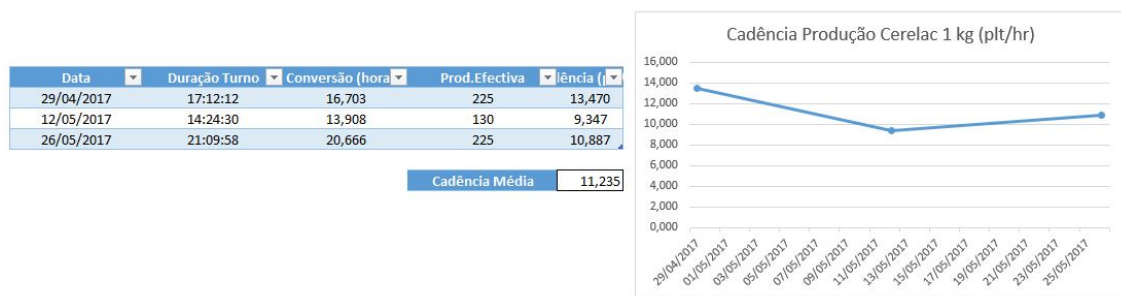 Data Duração Turno Conversão (hora Prod.Efectiva lência (p
29/04/2017 17:12:12 16,703 225 13,470
12/05/2017 14:24:30 13,908 130 9,347
26/05/2017 21:09:58 20,666 225 10,887
Cadência Média 11,235
Cadência Produção Cerelac 1 kg (plt/hr)
16,000
14,000
12,000
10,000
8,000
6,000
4,000
2,000
0,000
29/04/2017 01/05/2017 03/05/2017 05/05/2017 07/05/2017 09/05/2017 11/05/2017 13/05/2017 15/05/2017 17/05/2017 19/05/2017 21/05/2017 23/05/2017 25/05/2017